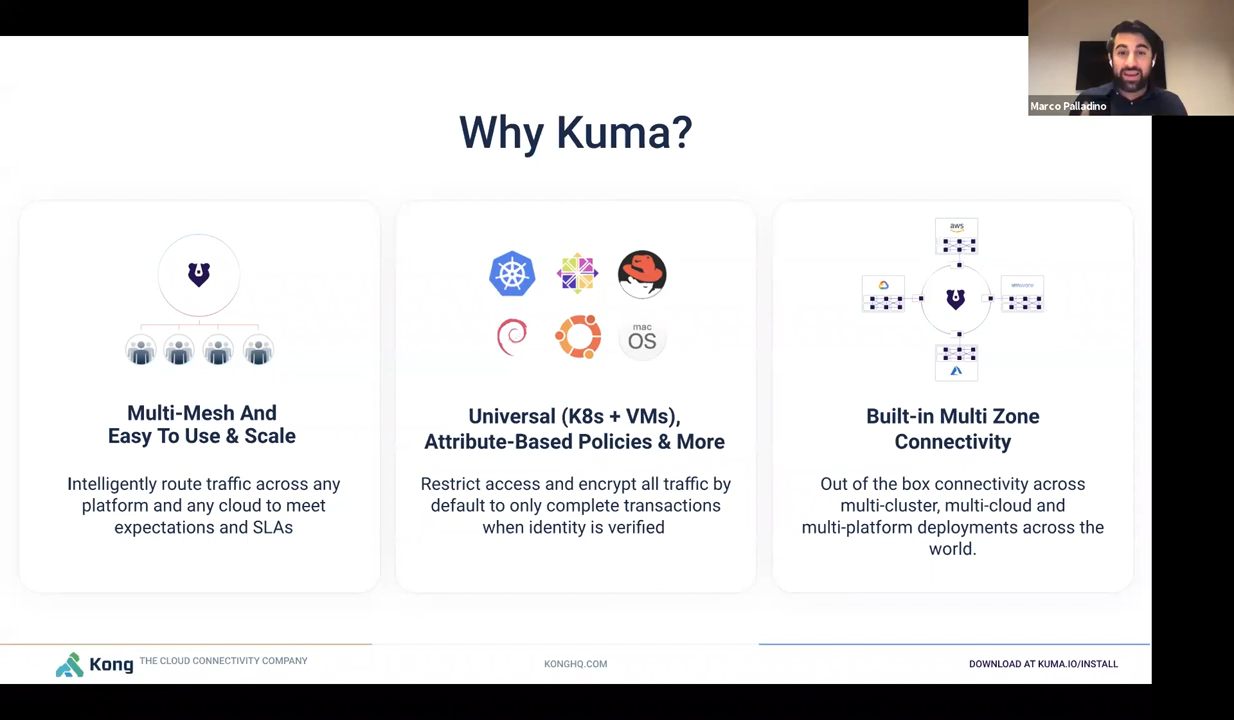 Marco Palladino
Why Kuma?
aws
vmware
mac
OS
Multi-Mesh And
Easy To Use & Scale
Intelligently route traffic across any
platform and any cloud to meet
expectations and SLAs
Universal (K8s + VMs),
Attribute-Based Policies & More
Restrict access and encrypt all traffic by
default to only complete transactions
when identity is verified
Built-in Multi Zone
Connectivity
Out of the box connectivity across
multi-cluster, multi-cloud and
multi-platform deployments across the
world.
Kong
THE CLOUD CONNECTIVITY COMPANY
KONGHQ.COM
DOWNLOAD AT KUMA.IO/INSTALL